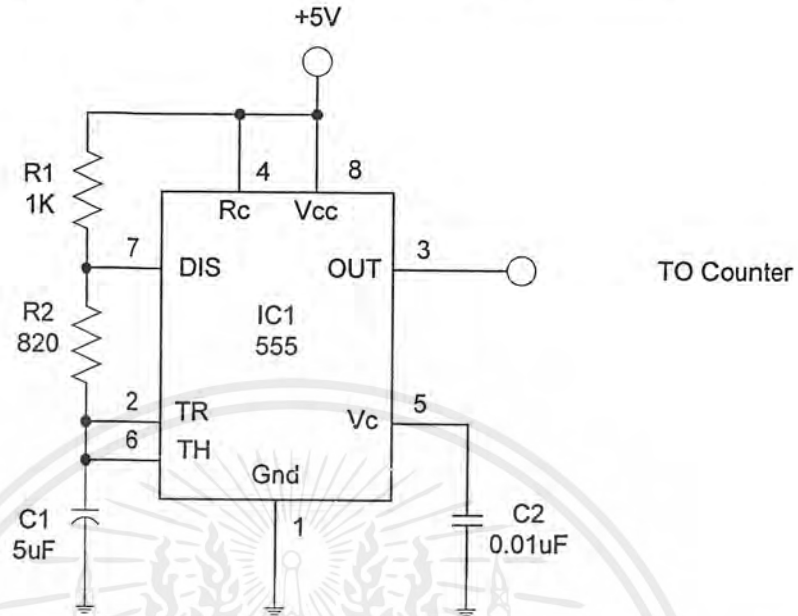 +5V
R1
1K
4
8
Rc
Vcc
7
DIS
OUT
3
TO Counter
R2
820
IC1
555
2
TR
6
TH
Vc
5
Gnd
1
C1
5uF
C2
0.01uF